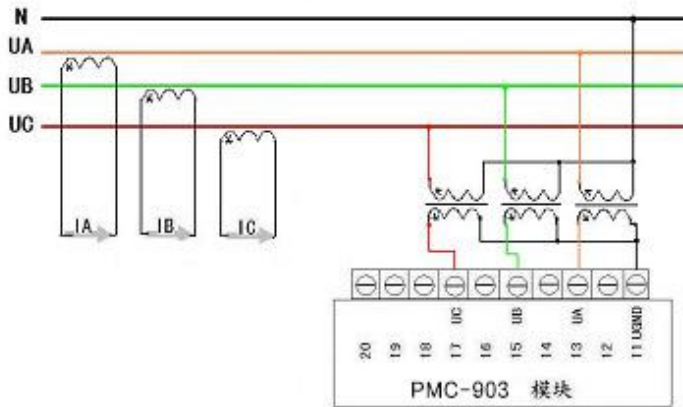 N
UA
UB
UC
IA IB IC
UC UB UA UGND
20 19 18 17 16 15 14 13 12 11
PMC-903 模块